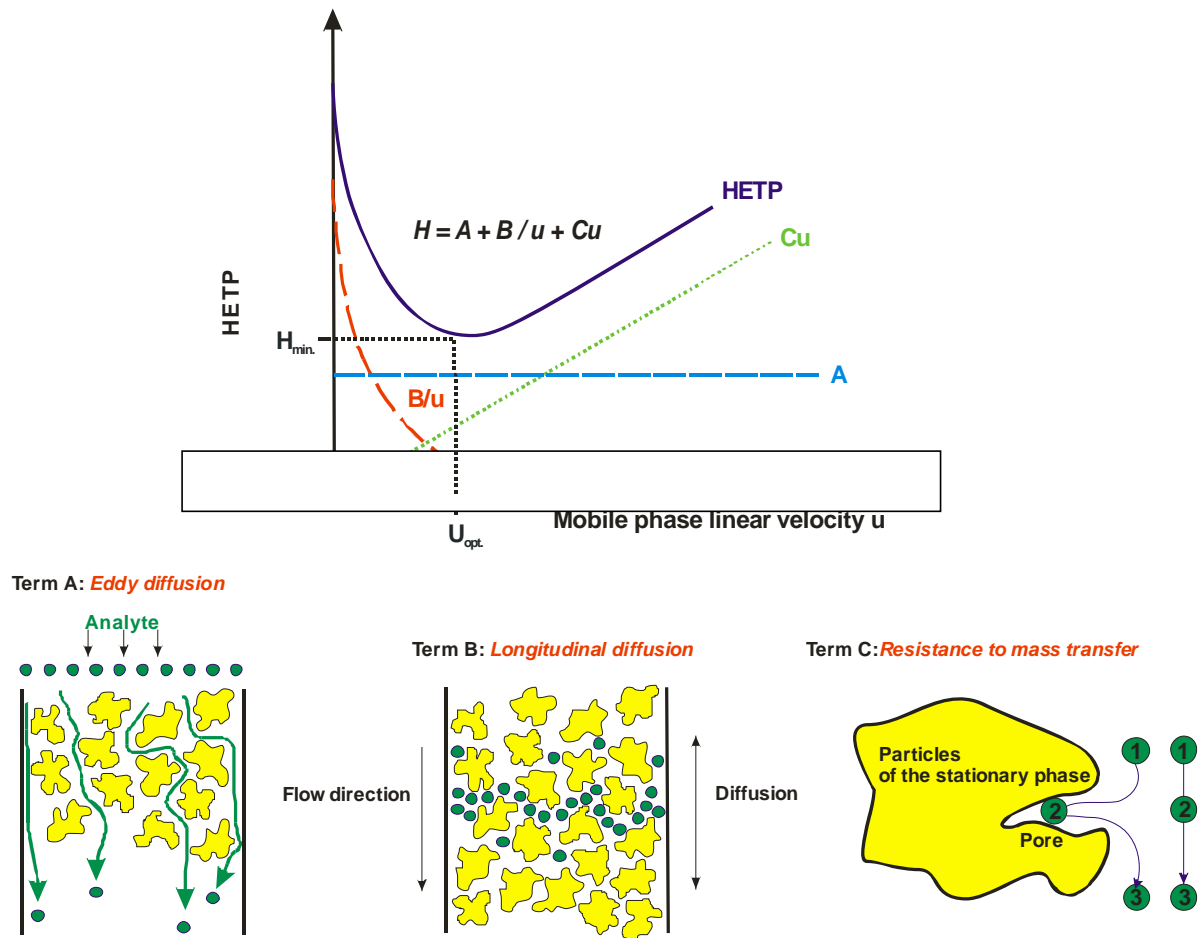 HETP
H = A + B / u + Cu
HETP
Cu
Hmin.
A
B/u
Mobile phase linear velocity u
Uopt.
Term A: Eddy diffusion
Analyte
Term B: Longitudinal diffusion
Flow direction
Diffusion
Term C:Resistance to mass transfer
Particles
of the stationary phase
Pore
1
1
2
2
3
3